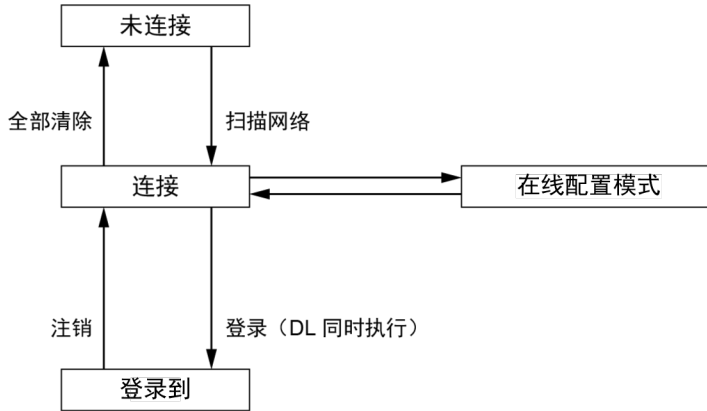 未连接
全部清除
扫描网络
连接
在线配置模式
注销
登录（DL 同时执行）
登录到